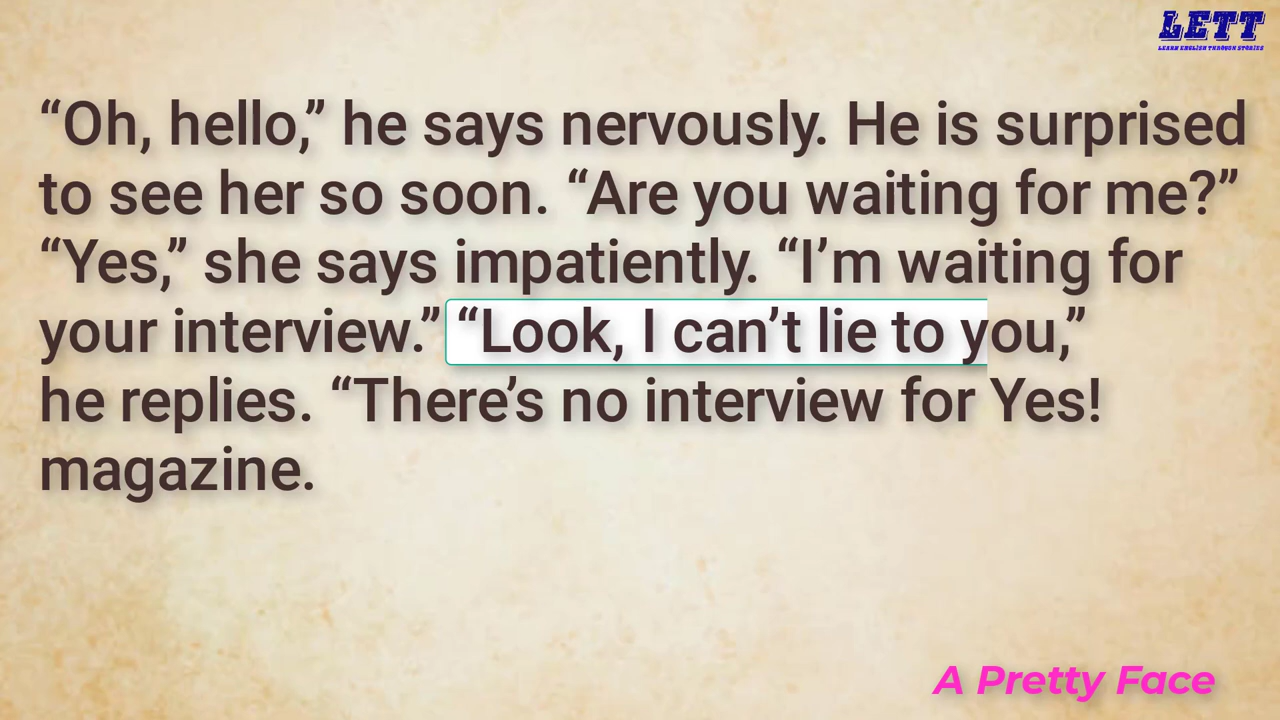 LETT
LEARN ENGLISH THROUGH STORIES
“Oh, hello,” he says nervously. He is surprised
to see her so soon. “Are you waiting for me?”
“Yes,” she says impatiently. “I’m waiting for
your interview.” “Look, I can’t lie to you,”
he replies. “There’s no interview for Yes!
magazine.
A Pretty Face